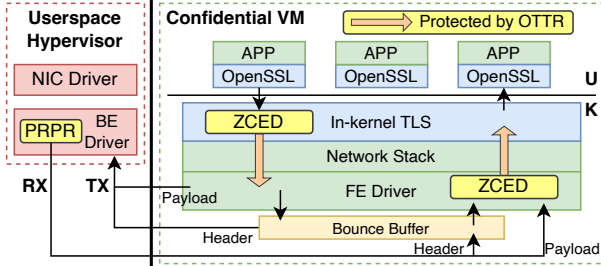 Userspace
Hypervisor
NIC Driver
PRPR
BE
Driver
RX
TX
Confidential VM
Protected by OTTR
APP
OpenSSL
APP
OpenSSL
APP
OpenSSL
U
K
ZCED
In-kernel TLS
Network Stack
FE Driver
ZCED
Payload
Bounce Buffer
Header
Header
Payload